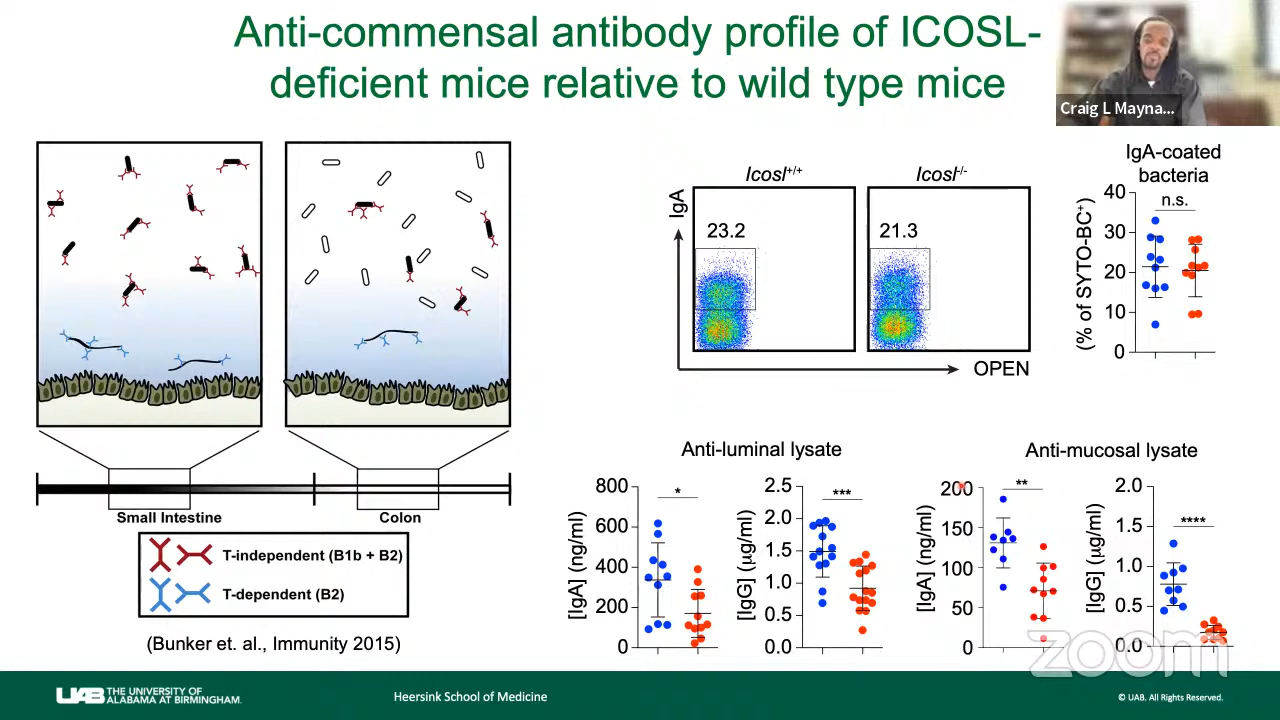 Anti-commensal antibody profile of ICOSL-
deficient mice relative to wild type mice
Craig L Mayna...
Small Intestine
Colon
T-independent (B1b + B2)
T-dependent (B2)
(Bunker et. al., Immunity 2015)
Icosl+/+
Icosl-/-
IgA
23.2
21.3
OPEN
IgA-coated
bacteria
n.s.
(% of SYTO-BC+)
40
30
20
10
0
Anti-luminal lysate
[IgA] (ng/ml)
800
600
400
200
0
*
[IgG] (μg/ml)
2.5
2.0
1.5
1.0
0.5
0.0
***
Anti-mucosal lysate
[IgA] (ng/ml)
200
150
100
50
0
**
[IgG] (μg/ml)
2.0
1.5
1.0
0.5
0.0
****
zoom
UAB THE UNIVERSITY OF
ALABAMA AT BIRMINGHAM.
Heersink School of Medicine
© UAB. All Rights Reserved.